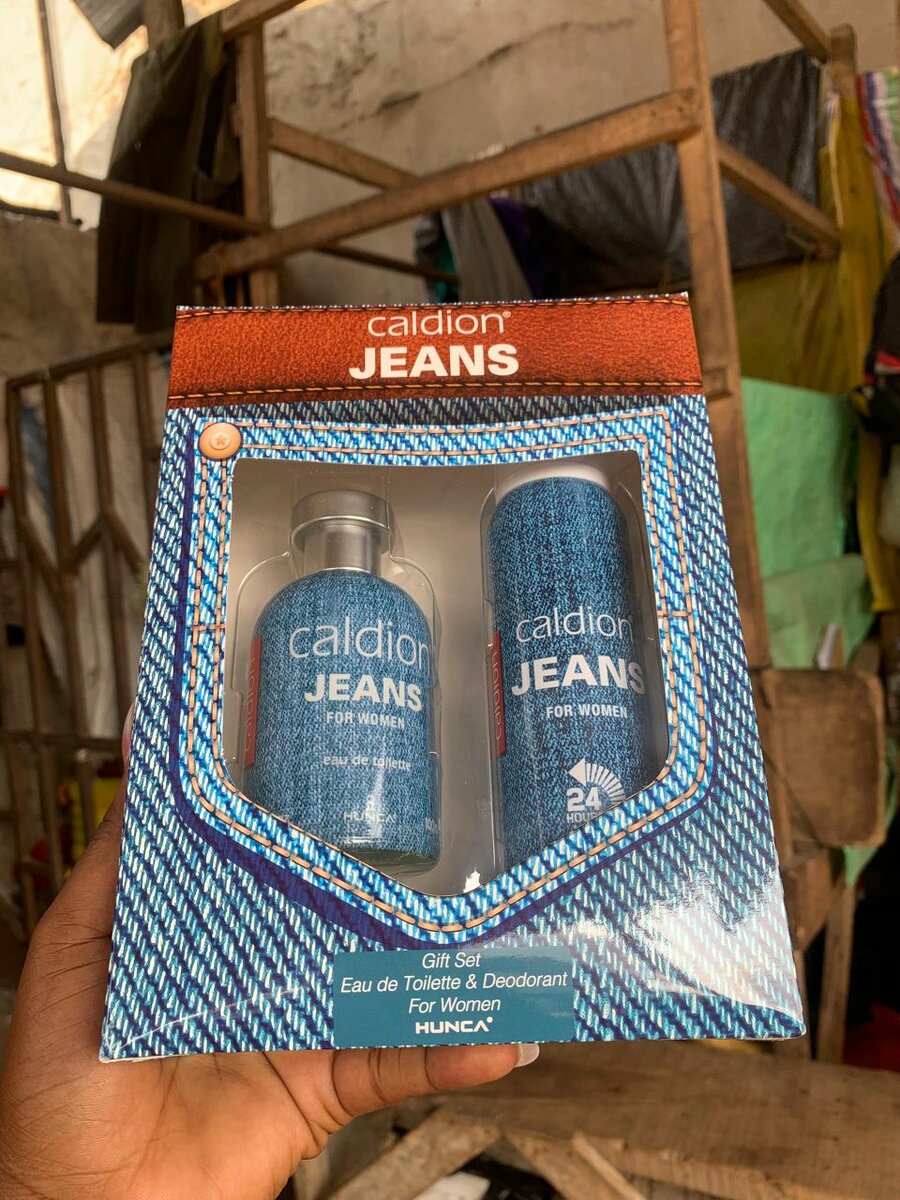 caldion®
JEANS
caldion
JEANS
FOR WOMEN
eau de toilette
HUNCA
caldion
JEANS
FOR WOMEN
24
HOURS
Gift Set
Eau de Toilette & Deodorant
For Women
HUNCA